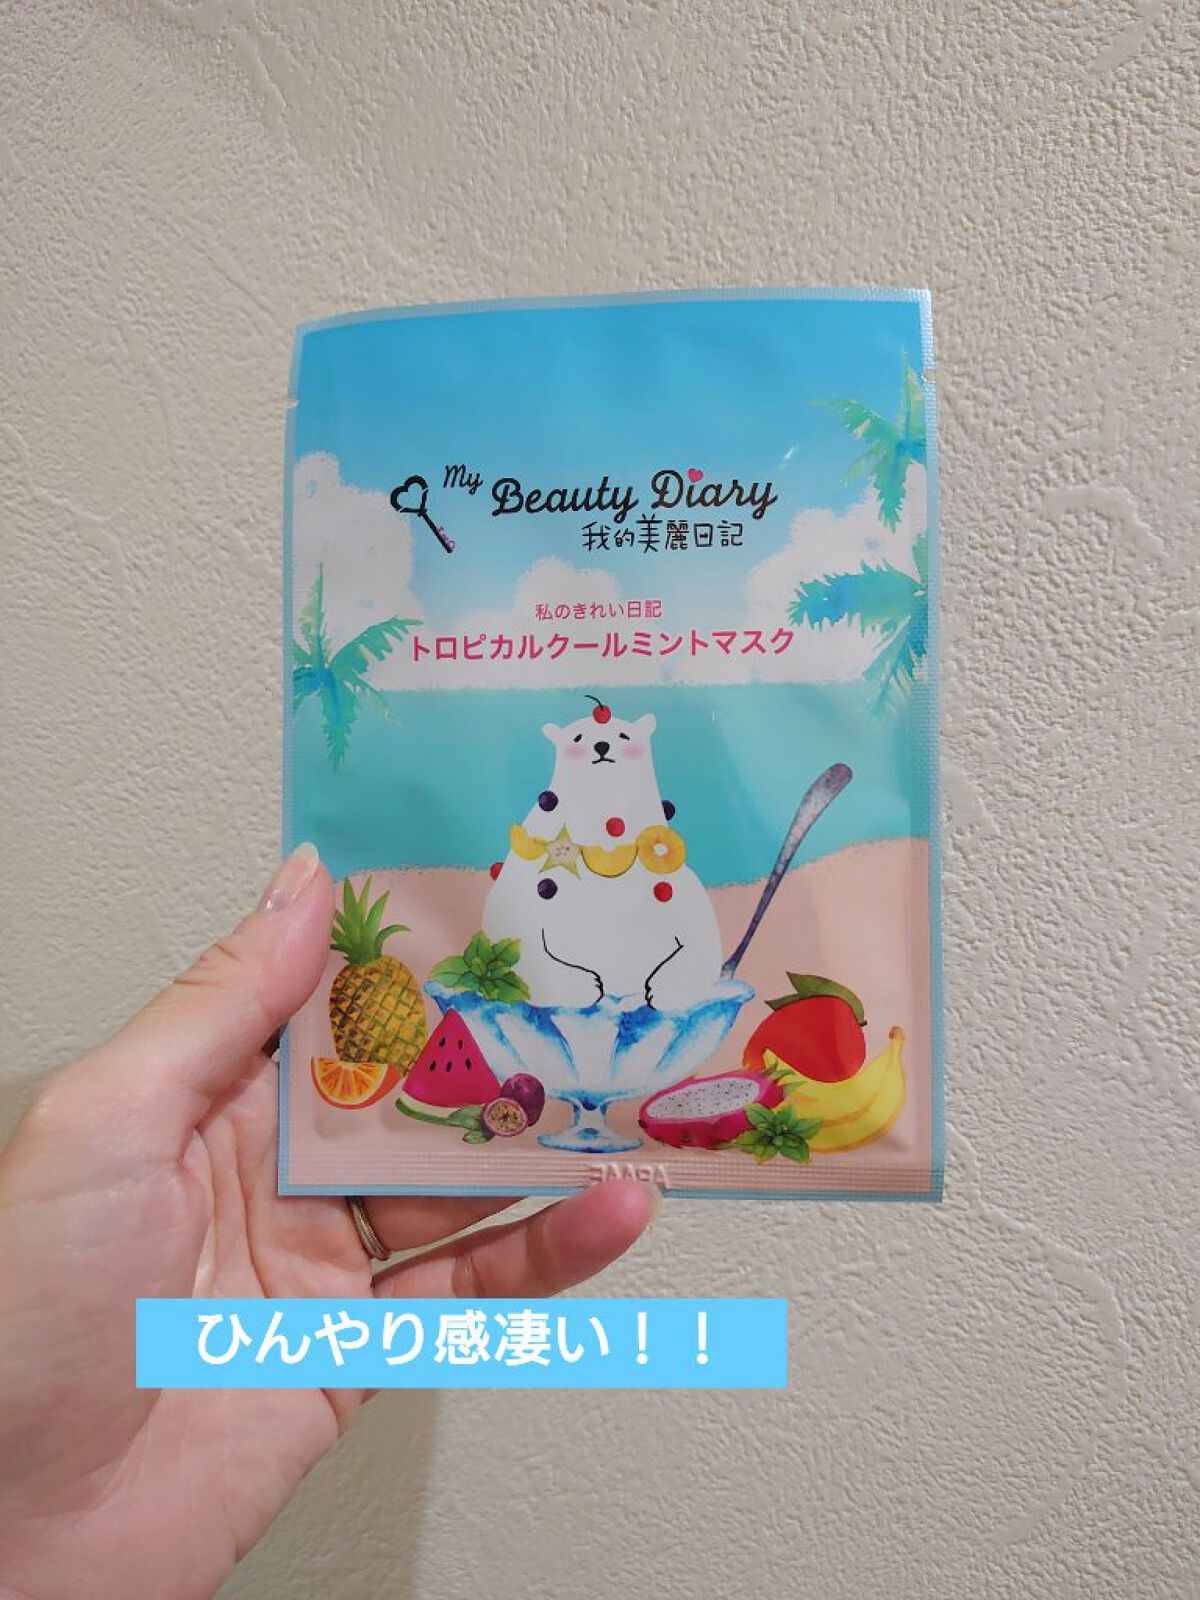 My Beauty Diary
我的美麗日記
私のきれい日記
トロピカルクールミントマスク
ひんやり感凄い！！